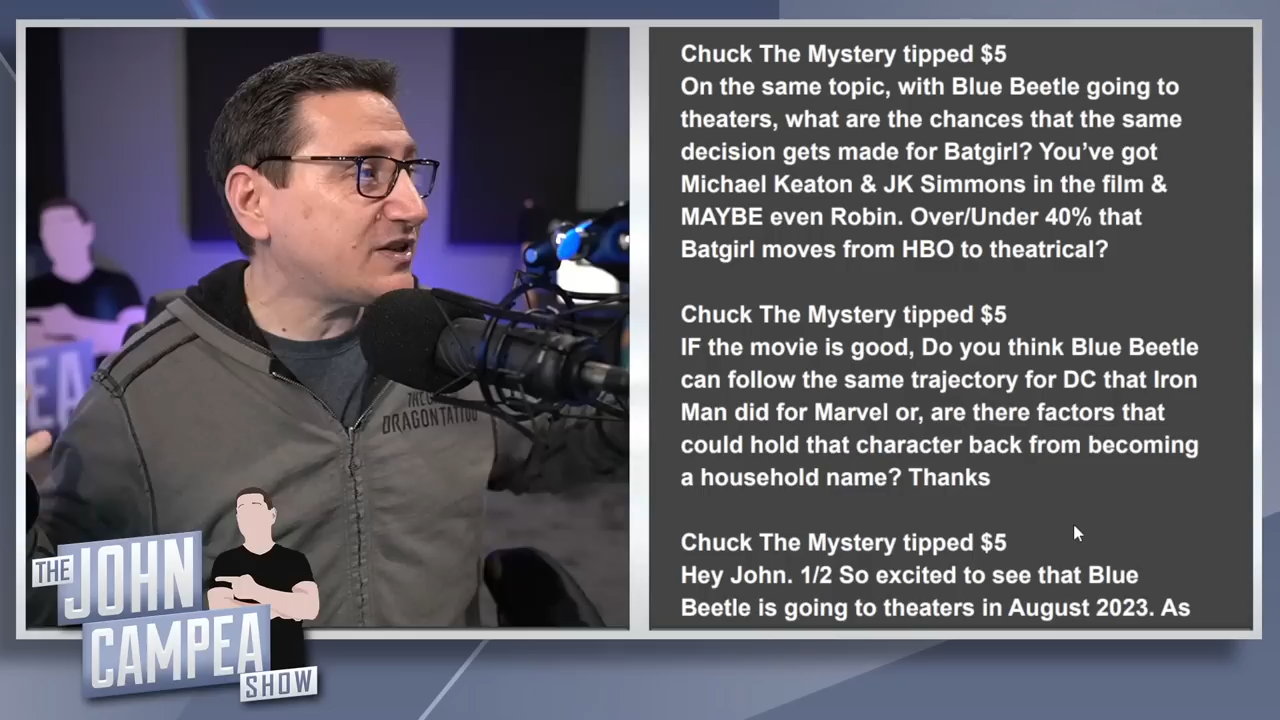 Chuck The Mystery tipped $5
On the same topic, with Blue Beetle going to
theaters, what are the chances that the same
decision gets made for Batgirl? You’ve got
Michael Keaton & JK Simmons in the film &
MAYBE even Robin. Over/Under 40% that
Batgirl moves from HBO to theatrical?
Chuck The Mystery tipped $5
IF the movie is good, Do you think Blue Beetle
can follow the same trajectory for DC that Iron
Man did for Marvel or, are there factors that
could hold that character back from becoming
a household name? Thanks
Chuck The Mystery tipped $5
Hey John. 1/2 So excited to see that Blue
Beetle is going to theaters in August 2023. As
DRAGON TATTOO
THE JOHN
CAMPEA
SHOW